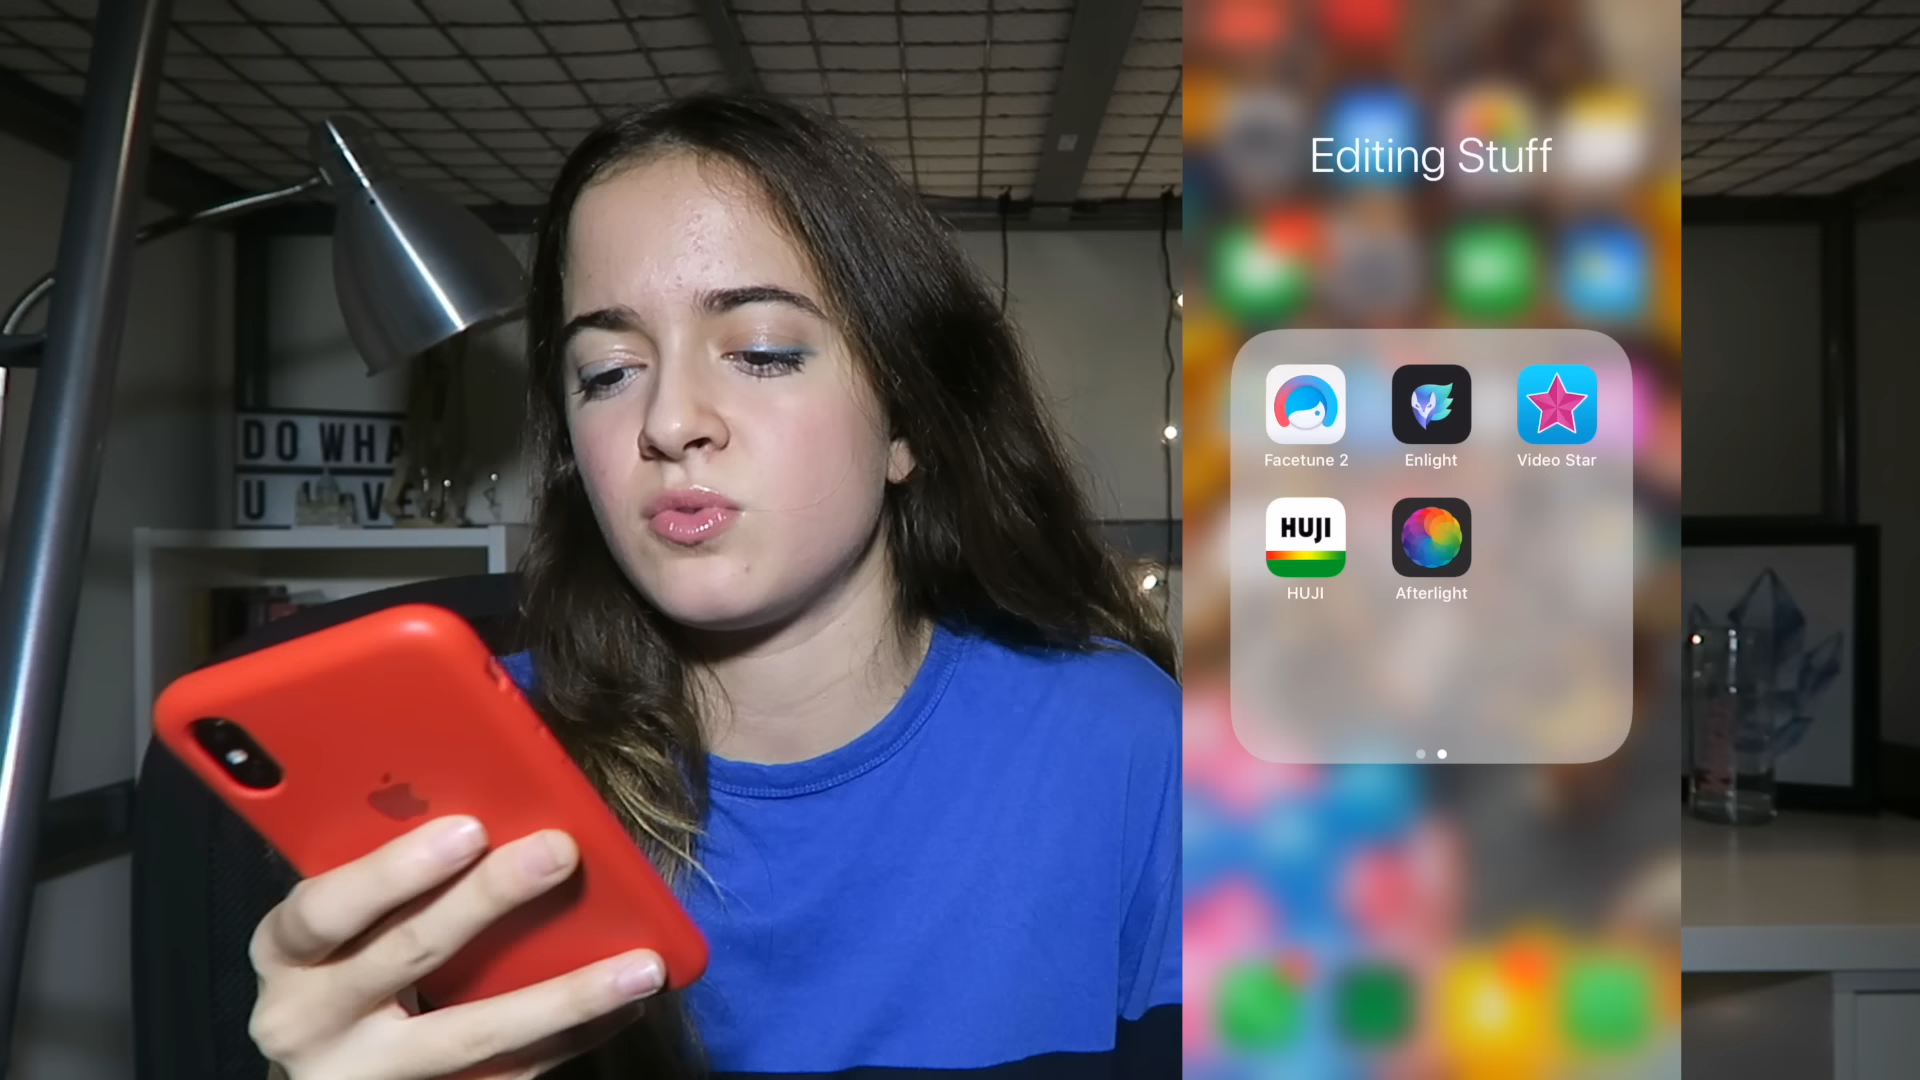 DO WHA
U
Editing Stuff
Facetune 2
Enlight
Video Star
HUJI
HUJI
Afterlight